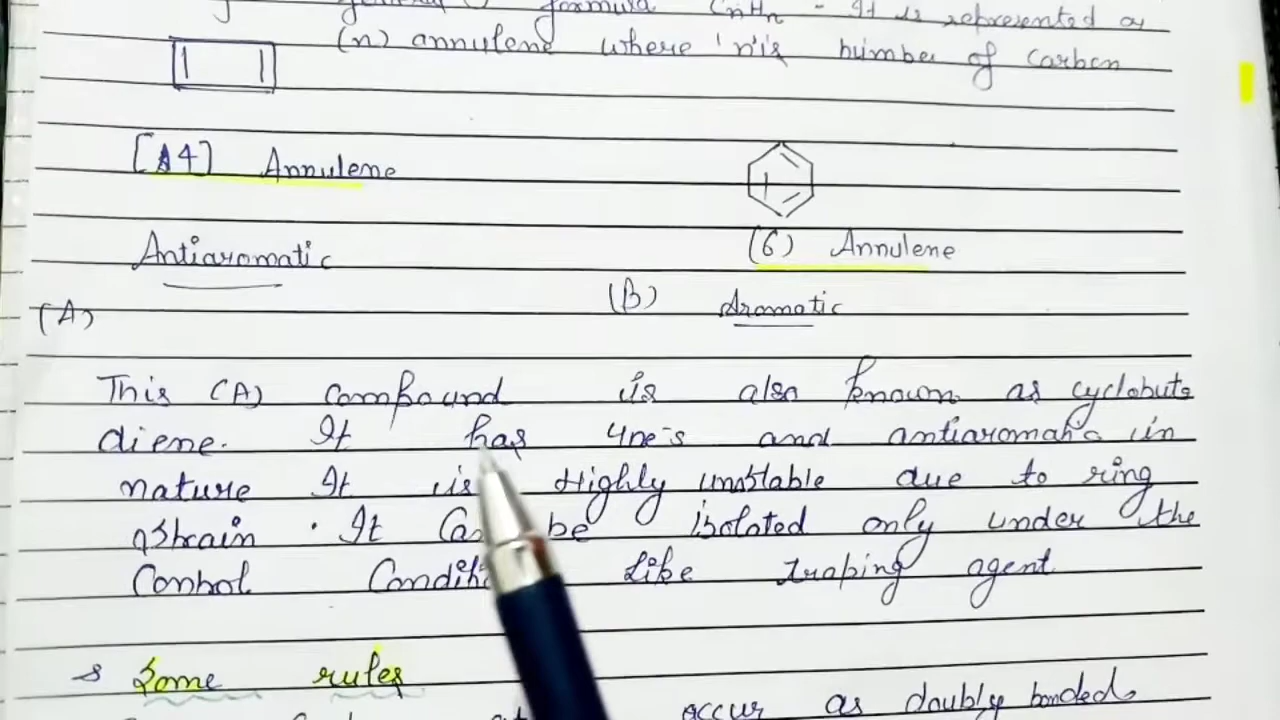 general formula CnHn. It is represented as
(n) annulene where 'n' is number of carbon
[4] Annulene
(6) Annulene
Antiaromatic
(B) Aromatic
(A)
This (A) compound is also known as cyclobuta
diene. It has 4πe⁻s and antiaromatic in
nature It is Highly unstable due to ring
strain. It Can be isolated only under the
Control Conditi like traping agent
Some rules
occur as doubly bonded